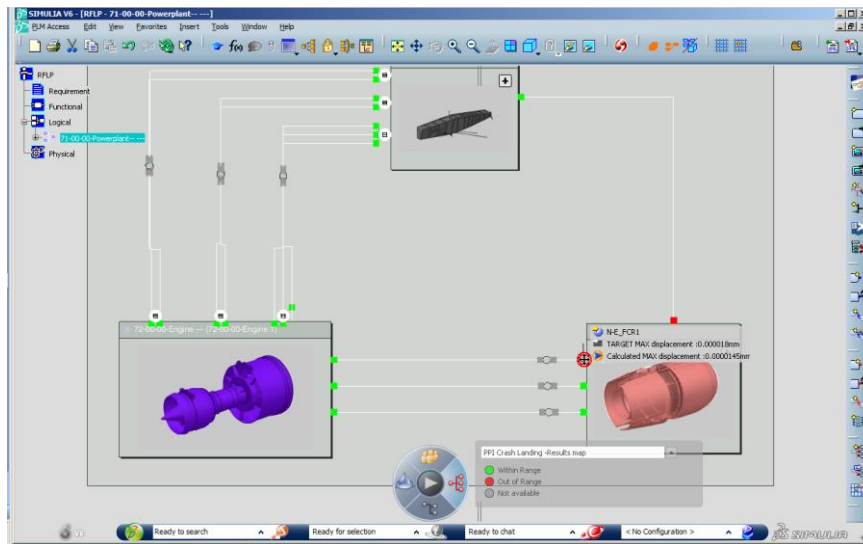 SIMULIA V6 - [RFLP - 71-00-00-Powerplant-- ---]
PLM Access Edit View Favorites Insert Tools Window Help
RFLP
Requirement
Functional
Logical
71-00-00-Powerplant-- ---
Physical
72-00-00-Engine --- (72-00-00-Engine.1)
N-E_FCR1
TARGET MAX displacement :0.000018mm
Calculated MAX displacement :0.0000145mm
PPI Crash Landing -Results map
Within Range
Out of Range
Not available
Ready to search
Ready for selection
Ready to chat
< No Configuration >
SIMULIA